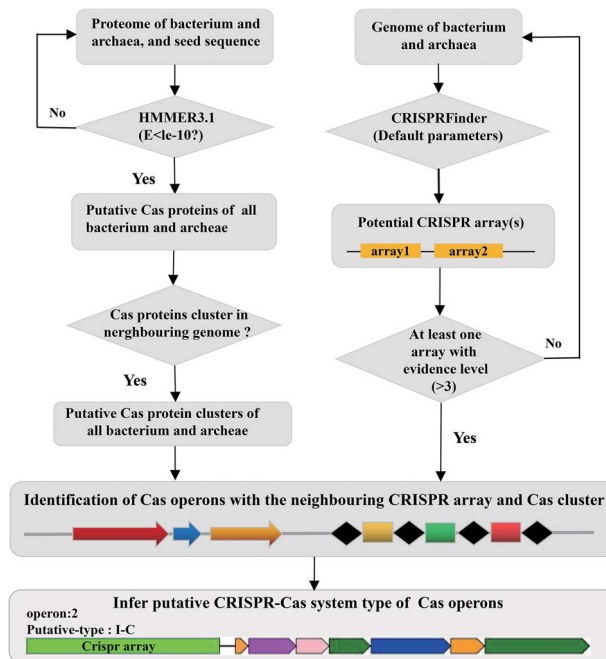 Proteome of bacterium and
archaea, and seed sequence
No
HMMER3.1
(E<le-10?)
Yes
Putative Cas proteins of all
bacterium and archeae
Cas proteins cluster in
nerghbouring genome ?
Yes
Putative Cas protein clusters of
all bacterium and archeae
Genome of bacterium
and archaea
CRISPRFinder
(Default parameters)
Potential CRISPR array(s)
array1 array2
At least one
array with
evidence level
(>3)
No
Yes
Identification of Cas operons with the neighbouring CRISPR array and Cas cluster
Infer putative CRISPR-Cas system type of Cas operons
operon:2
Putative-type : I-C
Crispr array